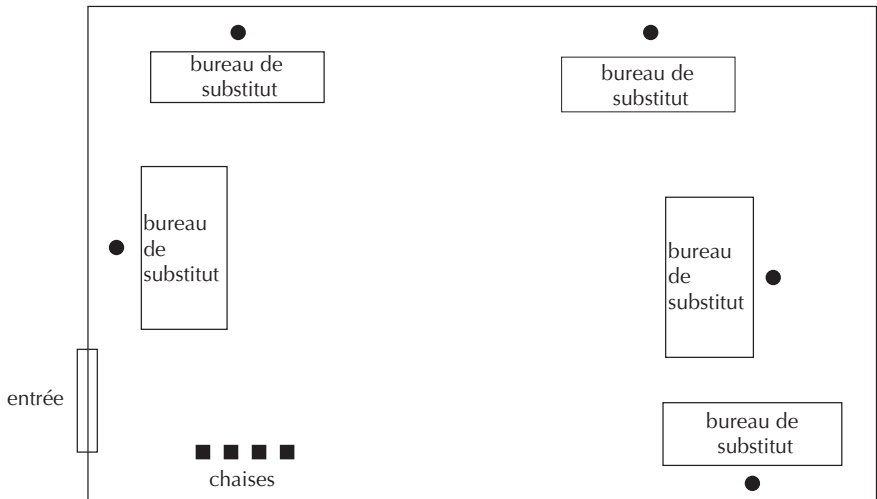 bureau de
substitut
bureau de
substitut
bureau
de
substitut
bureau
de
substitut
entrée
bureau de
substitut
chaises